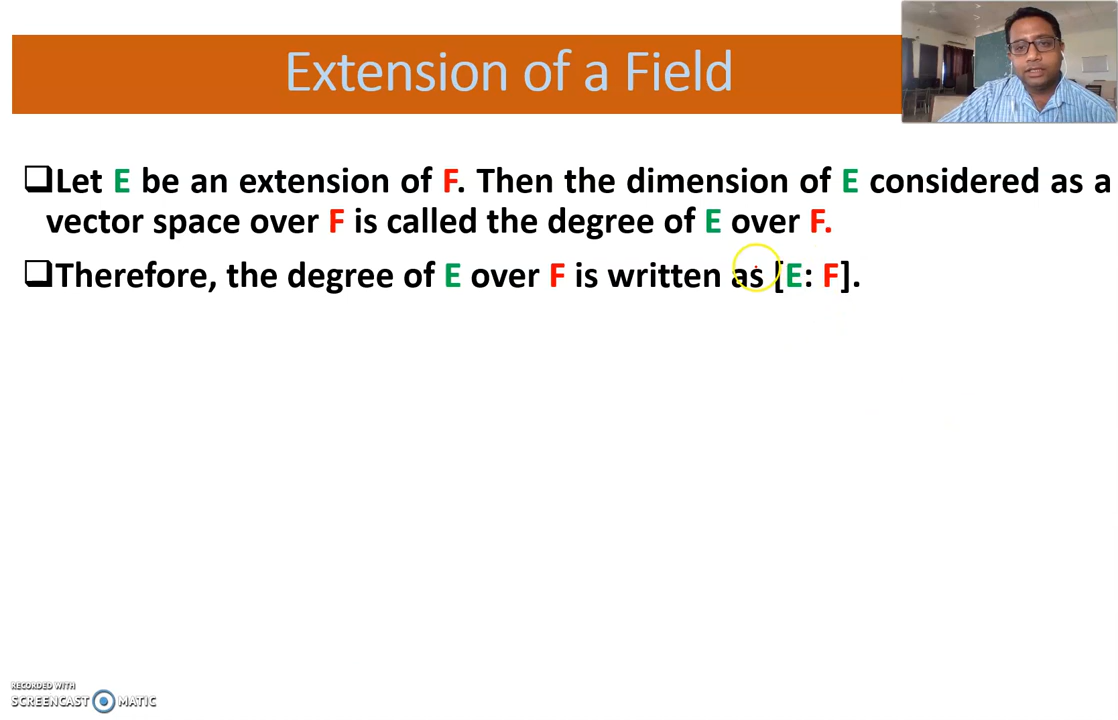 Extension of a Field
Let E be an extension of F. Then the dimension of E considered as a
vector space over F is called the degree of E over F.
Therefore, the degree of E over F is written as [E: F].
RECORDED WITH
SCREENCAST MATIC